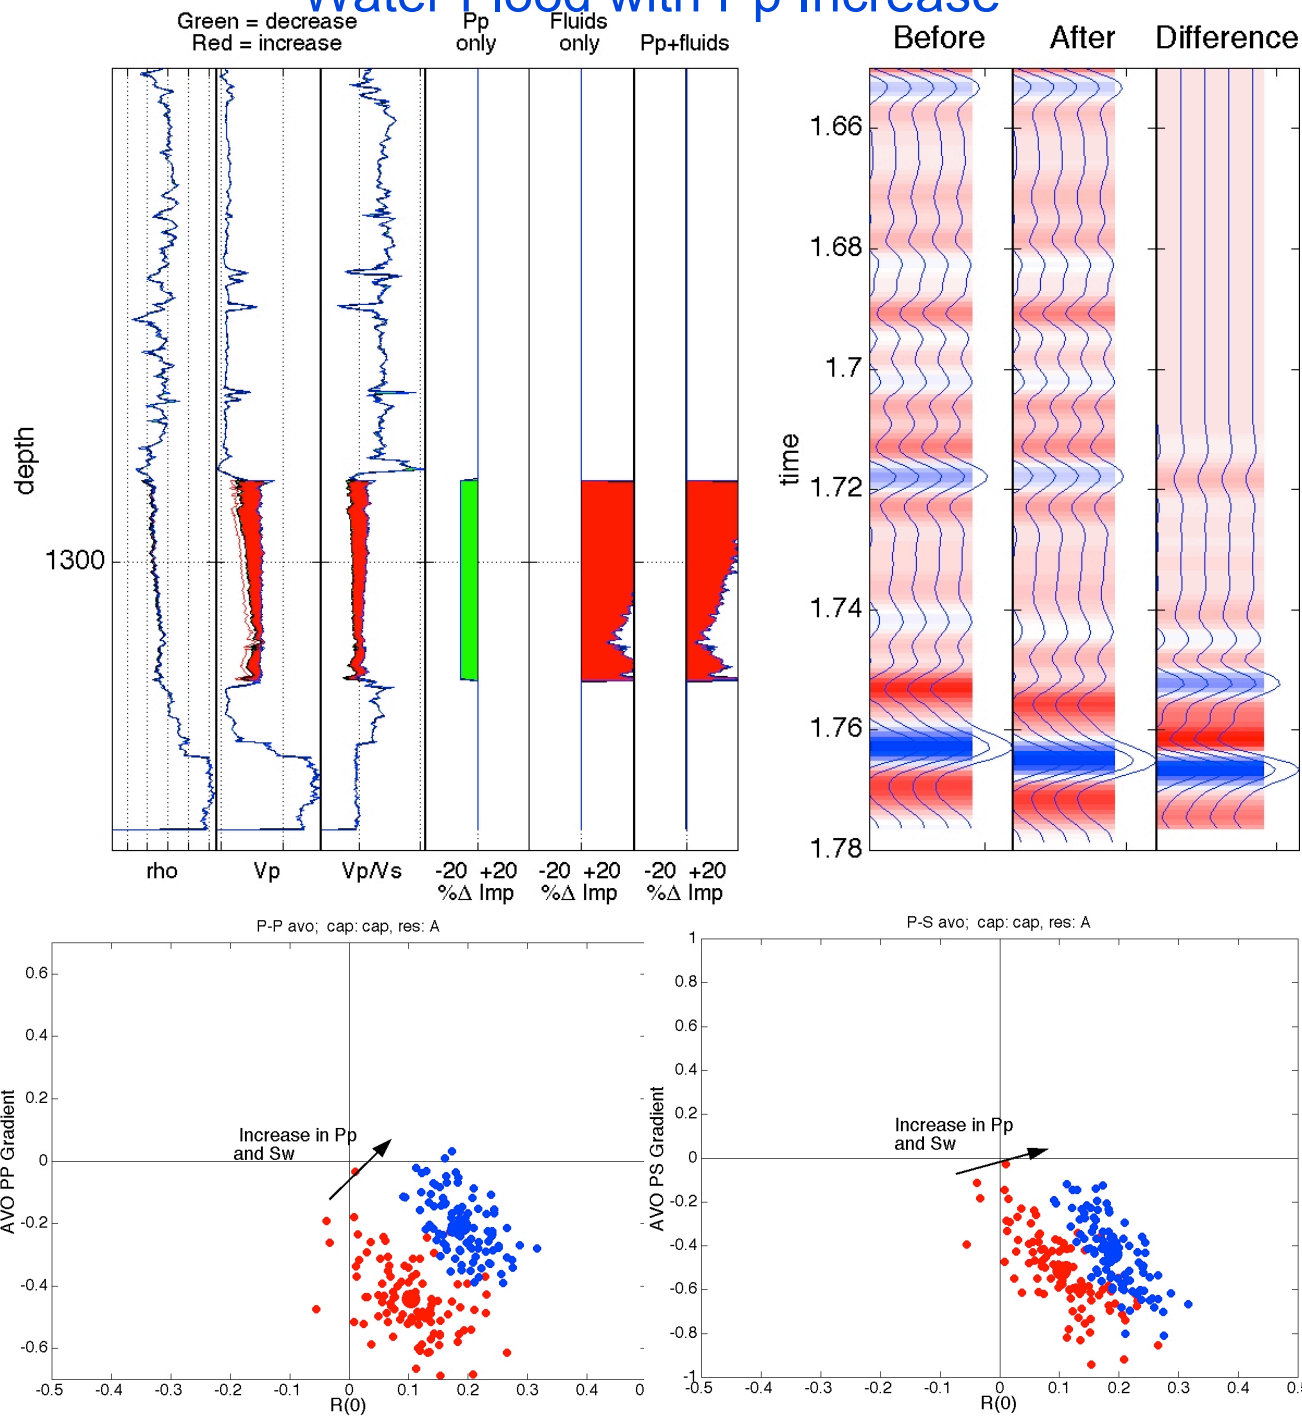 Water Flood with Pp Increase
Green = decrease
Red = increase
Pp
only
Fluids
only
Pp+fluids
Before
After
Difference
depth
1300
rho
Vp
Vp/Vs
-20 +20
%Δ Imp
-20 +20
%Δ Imp
-20 +20
%Δ Imp
time
1.66
1.68
1.7
1.72
1.74
1.76
1.78
P-P avo; cap: cap, res: A
AVO PP Gradient
0.6
0.4
0.2
0
-0.2
-0.4
-0.6
Increase in Pp
and Sw
-0.5 -0.4 -0.3 -0.2 -0.1 0 0.1 0.2 0.3 0.4 0
R(0)
P-S avo; cap: cap, res: A
AVO PS Gradient
1
0.8
0.6
0.4
0.2
0
-0.2
-0.4
-0.6
-0.8
-1
Increase in Pp
and Sw
-0.5 -0.4 -0.3 -0.2 -0.1 0 0.1 0.2 0.3 0.4
R(0)